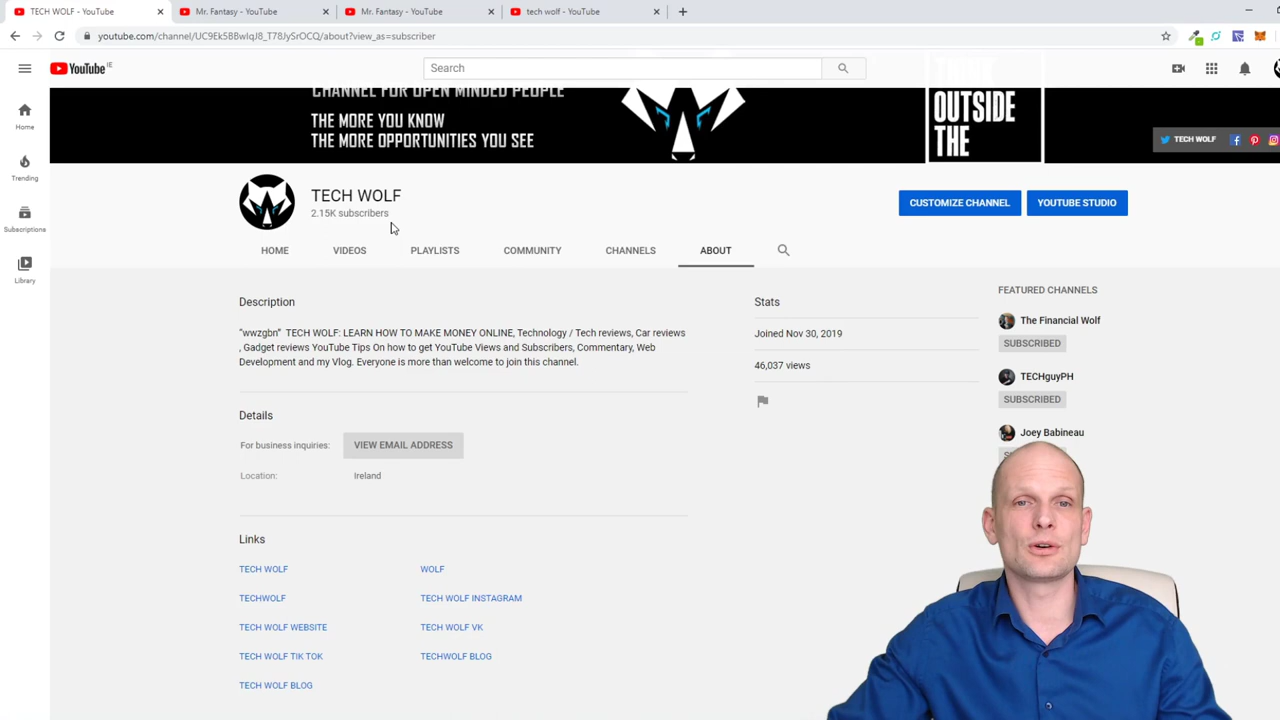 TECH WOLF - YouTube
Mr. Fantasy - YouTube
Mr. Fantasy - YouTube
tech wolf - YouTube
youtube.com/channel/UC9Ek5BBwIqJ8_T78JySrOCQ/about?view_as=subscriber
YouTube IE
Search
CHANNEL FOR OPEN MINDED PEOPLE
THE MORE YOU KNOW
THE MORE OPPORTUNITIES YOU SEE
OUTSIDE
THE
TECH WOLF
Home
Trending
Subscriptions
Library
TECH WOLF
2.15K subscribers
CUSTOMIZE CHANNEL
YOUTUBE STUDIO
HOME
VIDEOS
PLAYLISTS
COMMUNITY
CHANNELS
ABOUT
Description
"wwzgbn" TECH WOLF: LEARN HOW TO MAKE MONEY ONLINE, Technology / Tech reviews, Car reviews
, Gadget reviews YouTube Tips On how to get YouTube Views and Subscribers, Commentary, Web
Development and my Vlog. Everyone is more than welcome to join this channel.
Details
For business inquiries:
VIEW EMAIL ADDRESS
Location:
Ireland
Links
TECH WOLF
WOLF
TECHWOLF
TECH WOLF INSTAGRAM
TECH WOLF WEBSITE
TECH WOLF VK
TECH WOLF TIK TOK
TECHWOLF BLOG
TECH WOLF BLOG
Stats
Joined Nov 30, 2019
46,037 views
FEATURED CHANNELS
The Financial Wolf
SUBSCRIBED
TECHguyPH
SUBSCRIBED
Joey Babineau